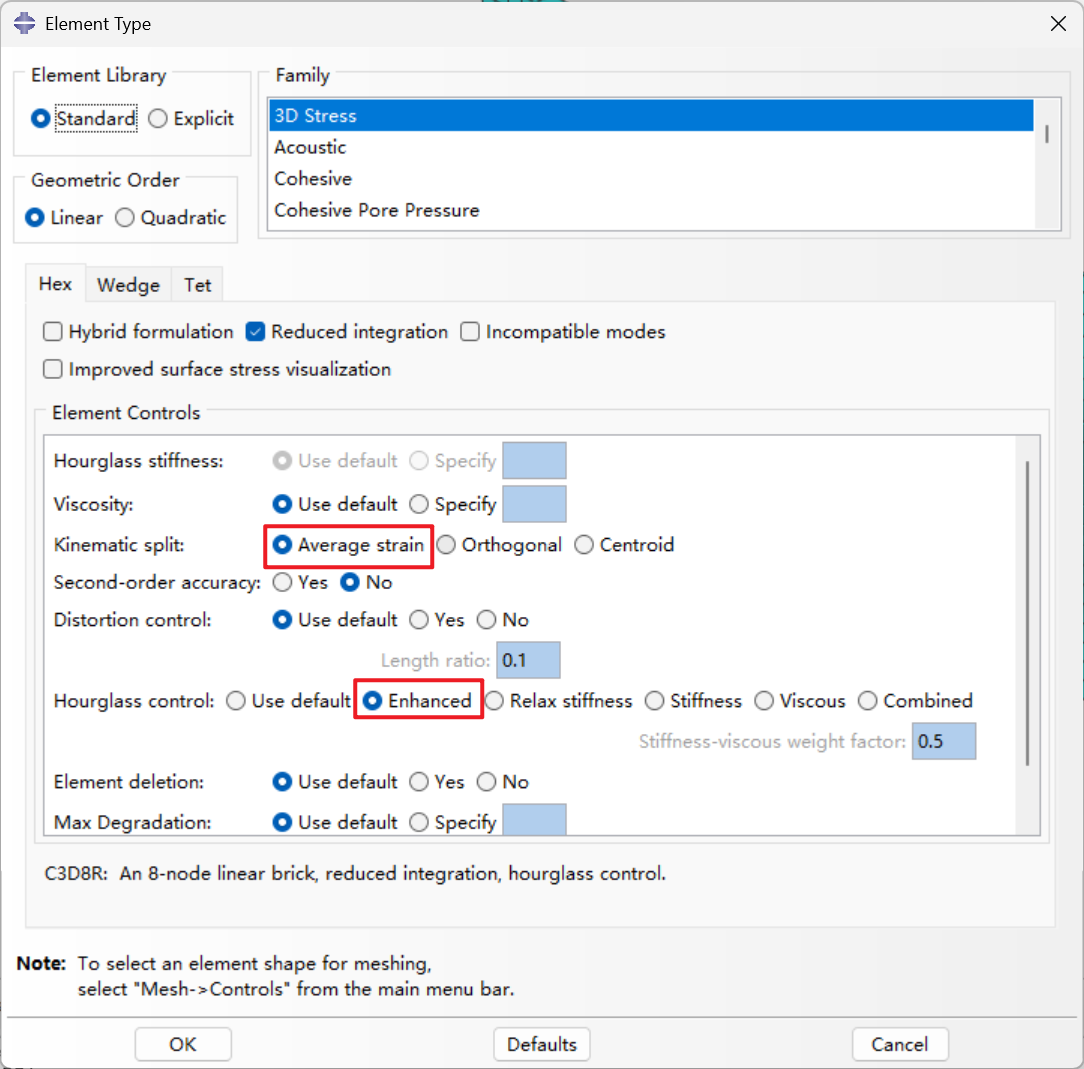 Element Type
Element Library
Standard Explicit
Family
3D Stress
Acoustic
Cohesive
Cohesive Pore Pressure
Geometric Order
Linear Quadratic
Hex Wedge Tet
Hybrid formulation Reduced integration Incompatible modes
Improved surface stress visualization
Element Controls
Hourglass stiffness: Use default Specify
Viscosity: Use default Specify
Kinematic split: Average strain Orthogonal Centroid
Second-order accuracy: Yes No
Distortion control: Use default Yes No
Length ratio: 0.1
Hourglass control: Use default Enhanced Relax stiffness Stiffness Viscous Combined
Stiffness-viscous weight factor: 0.5
Element deletion: Use default Yes No
Max Degradation: Use default Specify
C3D8R: An 8-node linear brick, reduced integration, hourglass control.
Note: To select an element shape for meshing,
select "Mesh->Controls" from the main menu bar.
OK Defaults Cancel